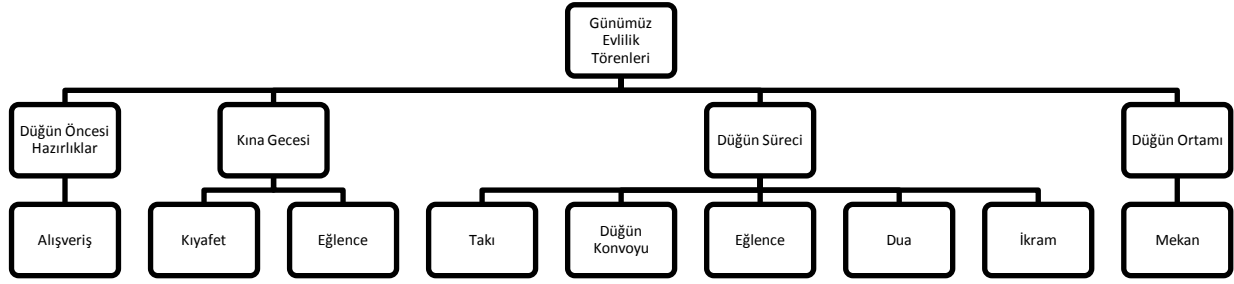 Günümüz
Evlilik
Törenleri
Düğün Öncesi
Hazırlıklar
Kına Gecesi
Düğün Süreci
Düğün Ortamı
Alışveriş
Kıyafet
Eğlence
Takı
Düğün
Konvoyu
Eğlence
Dua
İkram
Mekan